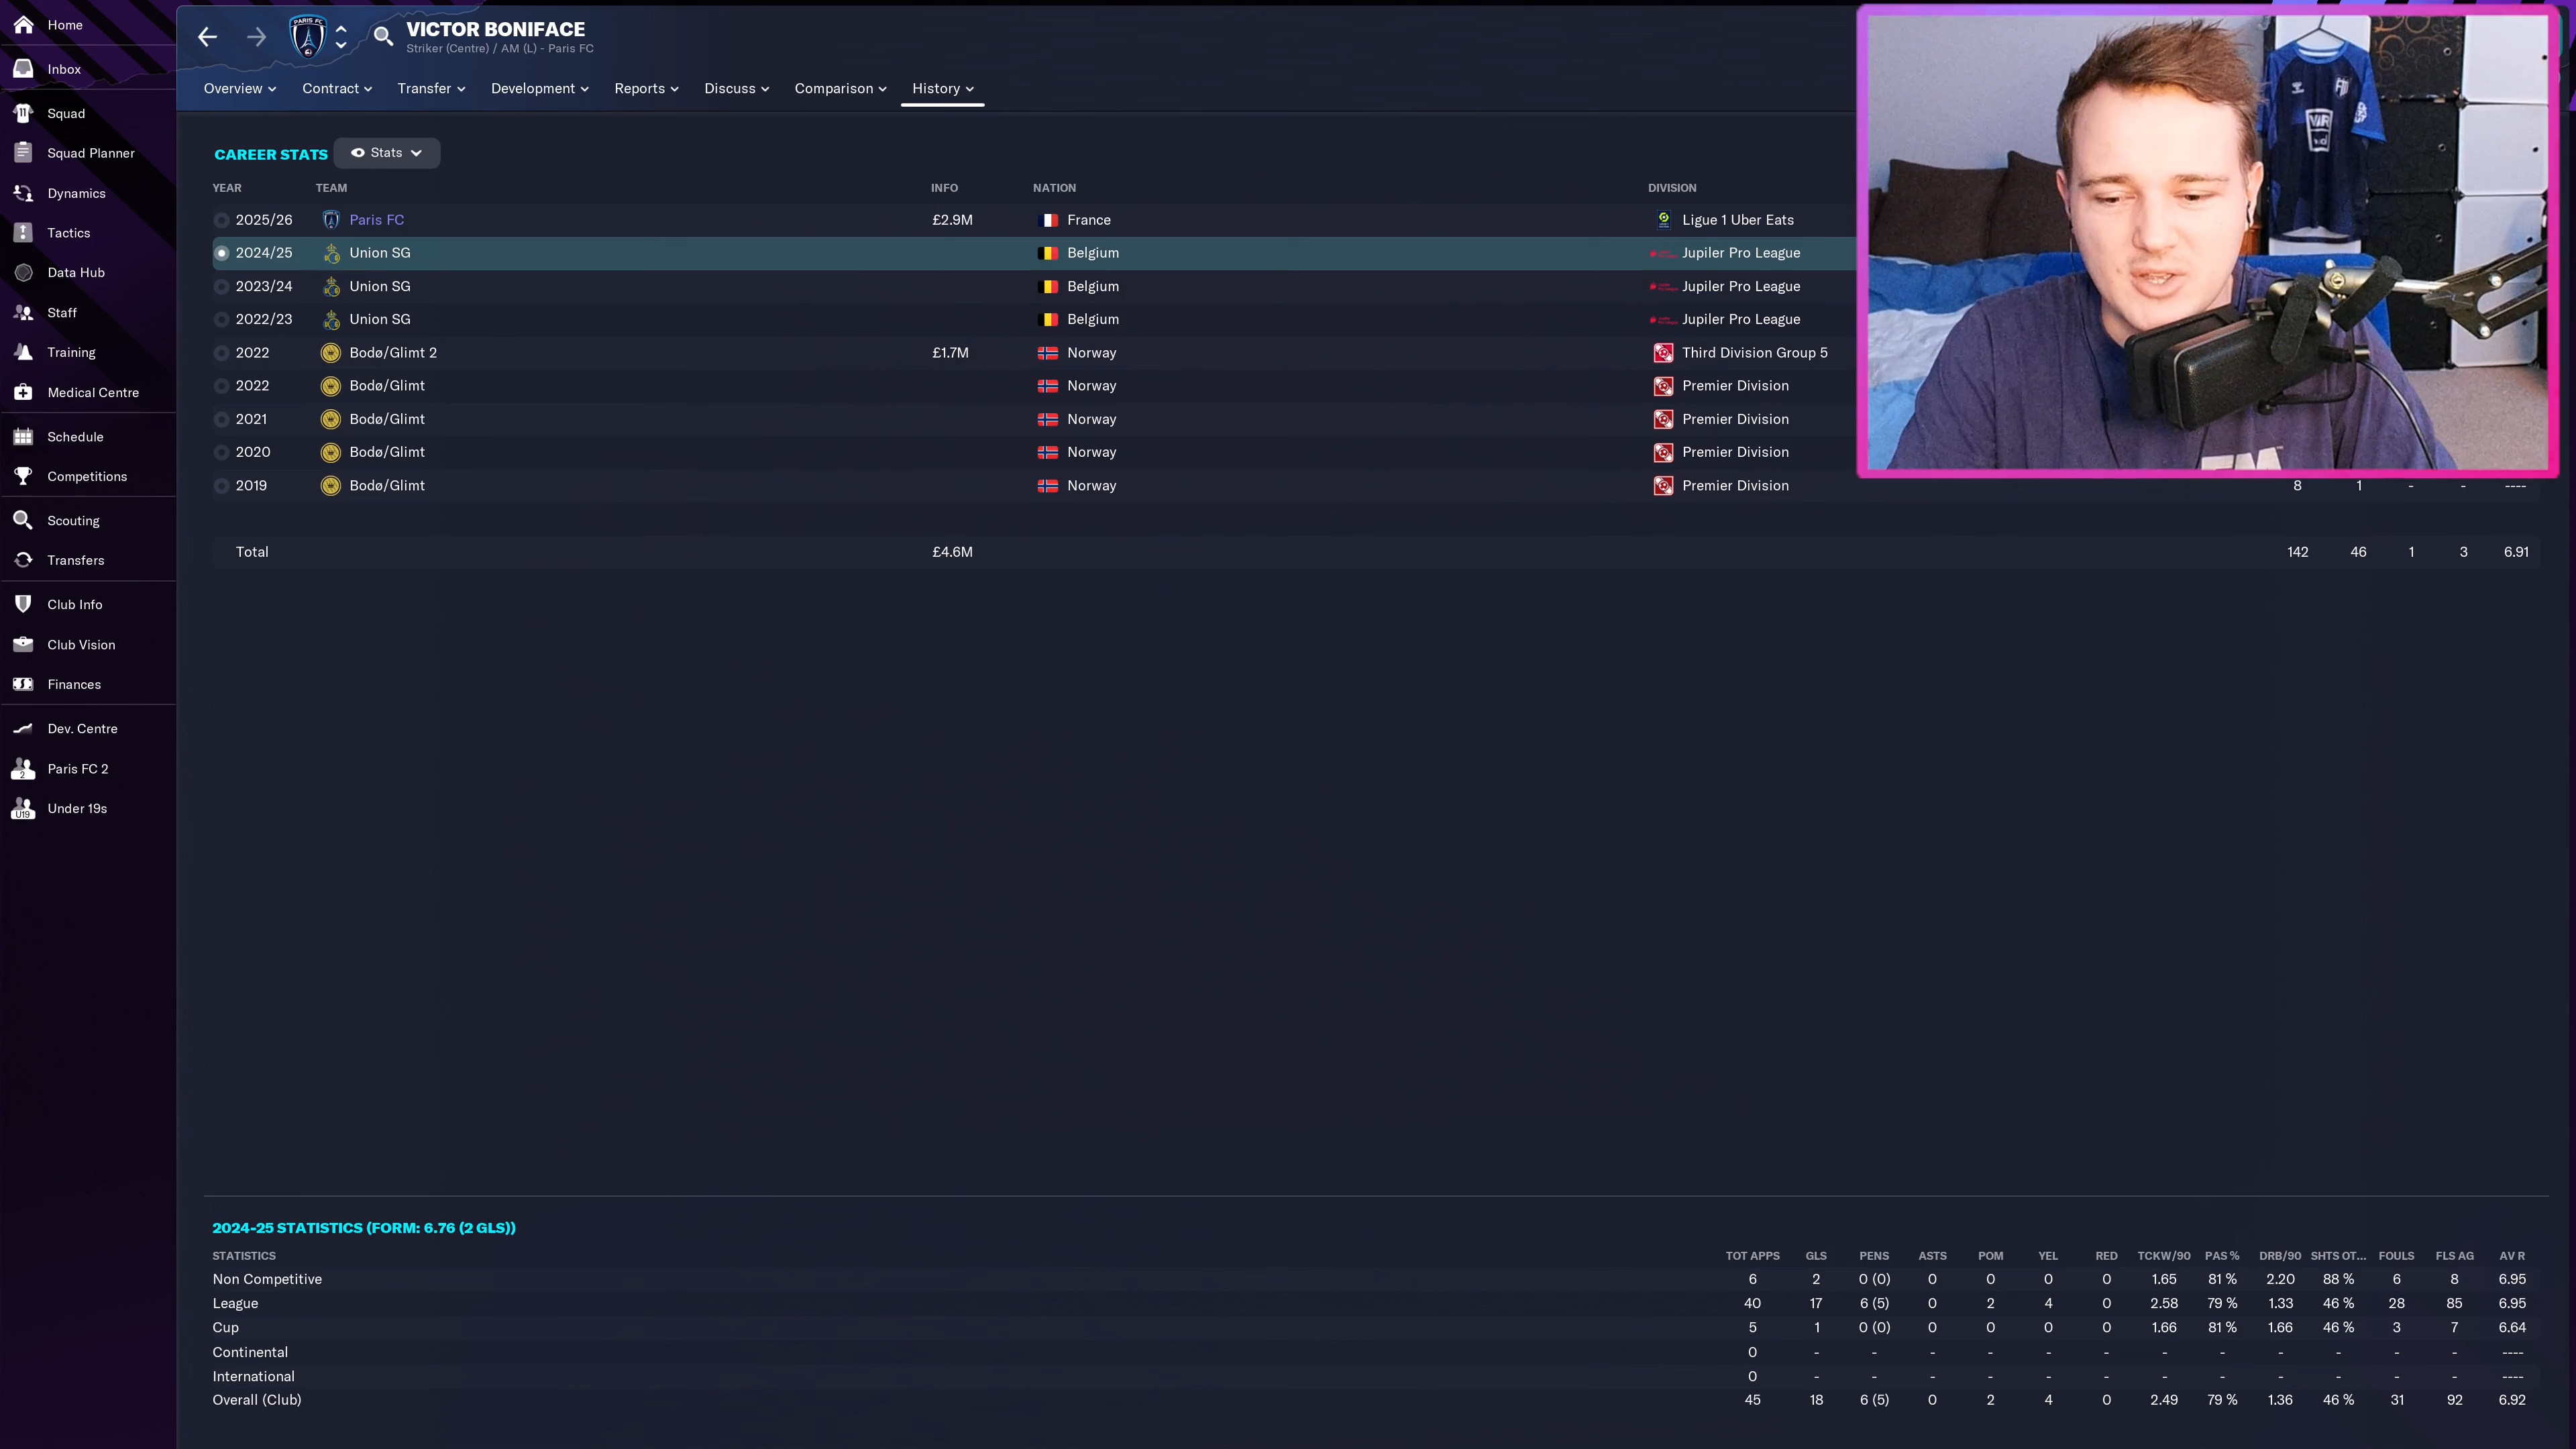 Home
Inbox
Squad
Squad Planner
Dynamics
Tactics
Data Hub
Staff
Training
Medical Centre
Schedule
Competitions
Scouting
Transfers
Club Info
Club Vision
Finances
Dev. Centre
2 Paris FC 2
U19 Under 19s
PARIS FC
VICTOR BONIFACE
Striker (Centre) / AM (L) - Paris FC
Overview Contract Transfer Development Reports Discuss Comparison History
CAREER STATS Stats
YEAR TEAM INFO NATION DIVISION
2025/26 Paris FC £2.9M France Ligue 1 Uber Eats
2024/25 Union SG Belgium Jupiler Pro League
2023/24 Union SG Belgium Jupiler Pro League
2022/23 Union SG Belgium Jupiler Pro League
2022 Bodø/Glimt 2 £1.7M Norway Third Division Group 5
2022 Bodø/Glimt Norway Premier Division
2021 Bodø/Glimt Norway Premier Division
2020 Bodø/Glimt Norway Premier Division
2019 Bodø/Glimt Norway Premier Division 8 1 - - ----
Total £4.6M 142 46 1 3 6.91
2024-25 STATISTICS (FORM: 6.76 (2 GLS))
STATISTICS TOT APPS GLS PENS ASTS POM YEL RED TCKW/90 PAS % DRB/90 SHTS OT... FOULS FLS AG AV R
Non Competitive 6 2 0 (0) 0 0 0 0 1.65 81 % 2.20 88 % 6 8 6.95
League 40 17 6 (5) 0 2 4 0 2.58 79 % 1.33 46 % 28 85 6.95
Cup 5 1 0 (0) 0 0 0 0 1.66 81 % 1.66 46 % 3 7 6.64
Continental 0 - - - - - - - - - - - - ----
International 0 - - - - - - - - - - - - ----
Overall (Club) 45 18 6 (5) 0 2 4 0 2.49 79 % 1.36 46 % 31 92 6.92